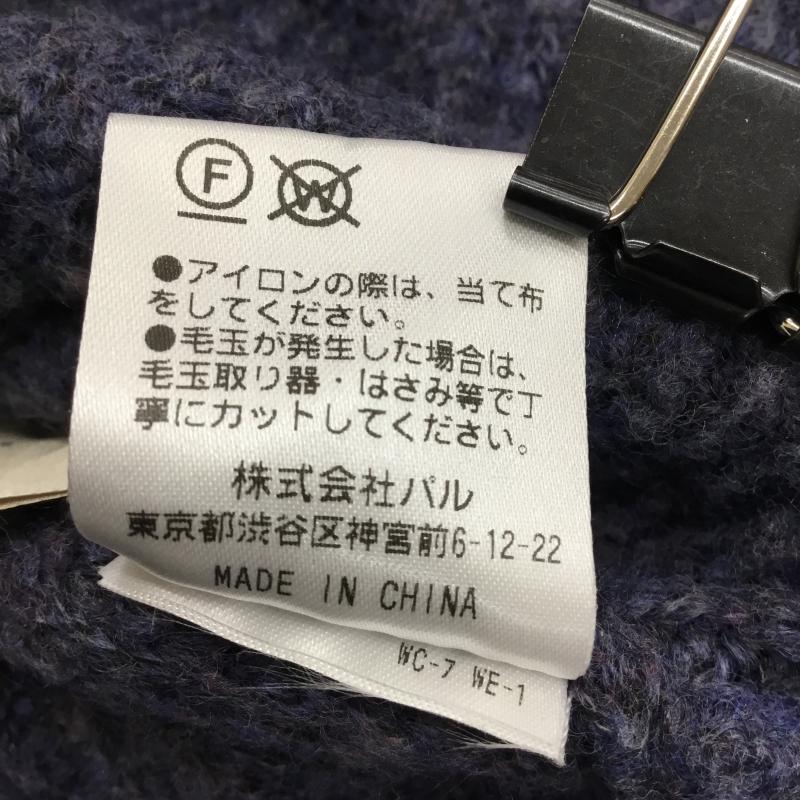 F W
●アイロンの際は、当て布
をしてください。
●毛玉が発生した場合は、
毛玉取り器・はさみ等で丁
寧にカットしてください。
株式会社パル
東京都渋谷区神宮前6-12-22
MADE IN CHINA
WC-7 WE-1